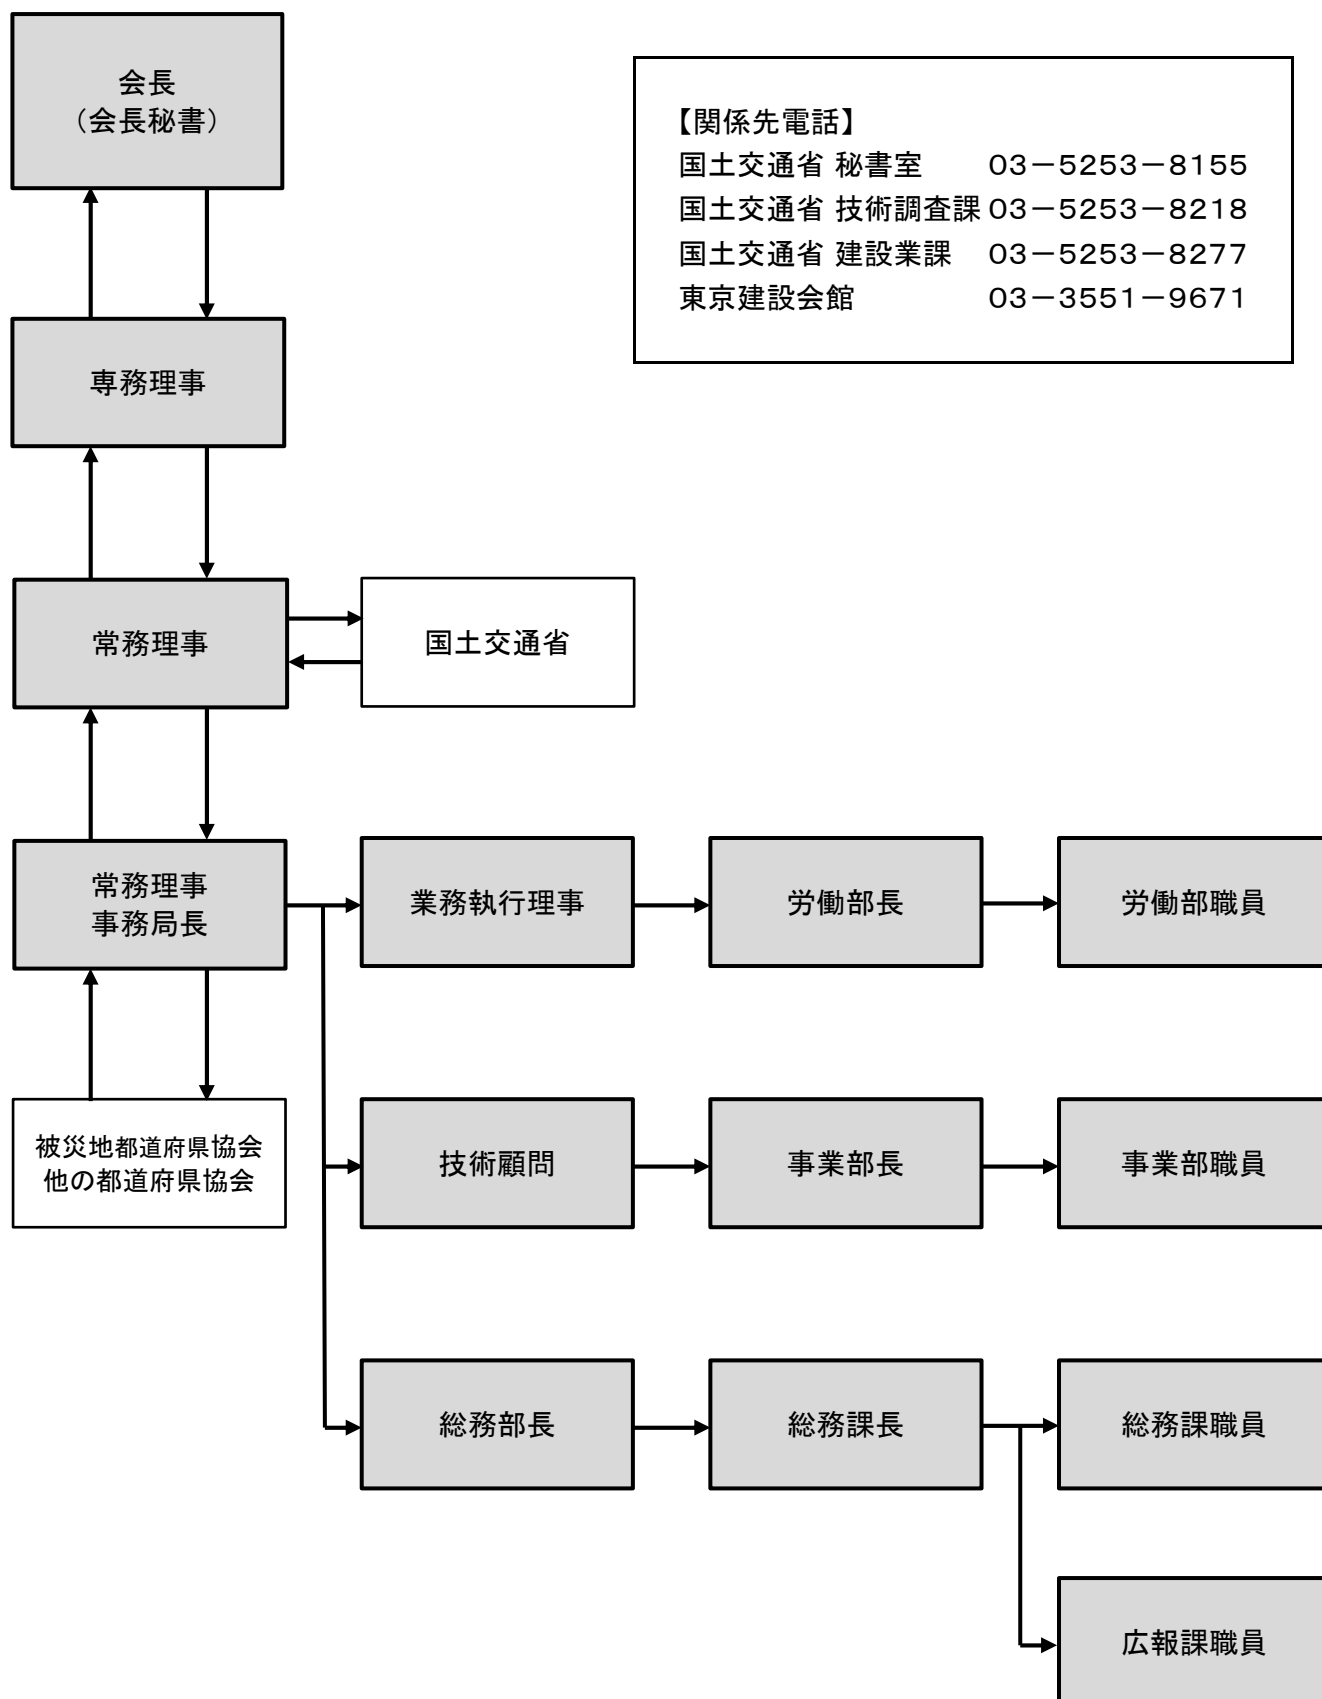 会長
（会長秘書）
【関係先電話】
国土交通省 秘書室 ０３－５２５３－８１５５
国土交通省 技術調査課 ０３－５２５３－８２１８
国土交通省 建設業課 ０３－５２５３－８２７７
東京建設会館 ０３－３５５１－９６７１
専務理事
常務理事
国土交通省
常務理事
事務局長
業務執行理事
労働部長
労働部職員
被災地都道府県協会
他の都道府県協会
技術顧問
事業部長
事業部職員
総務部長
総務課長
総務課職員
広報課職員